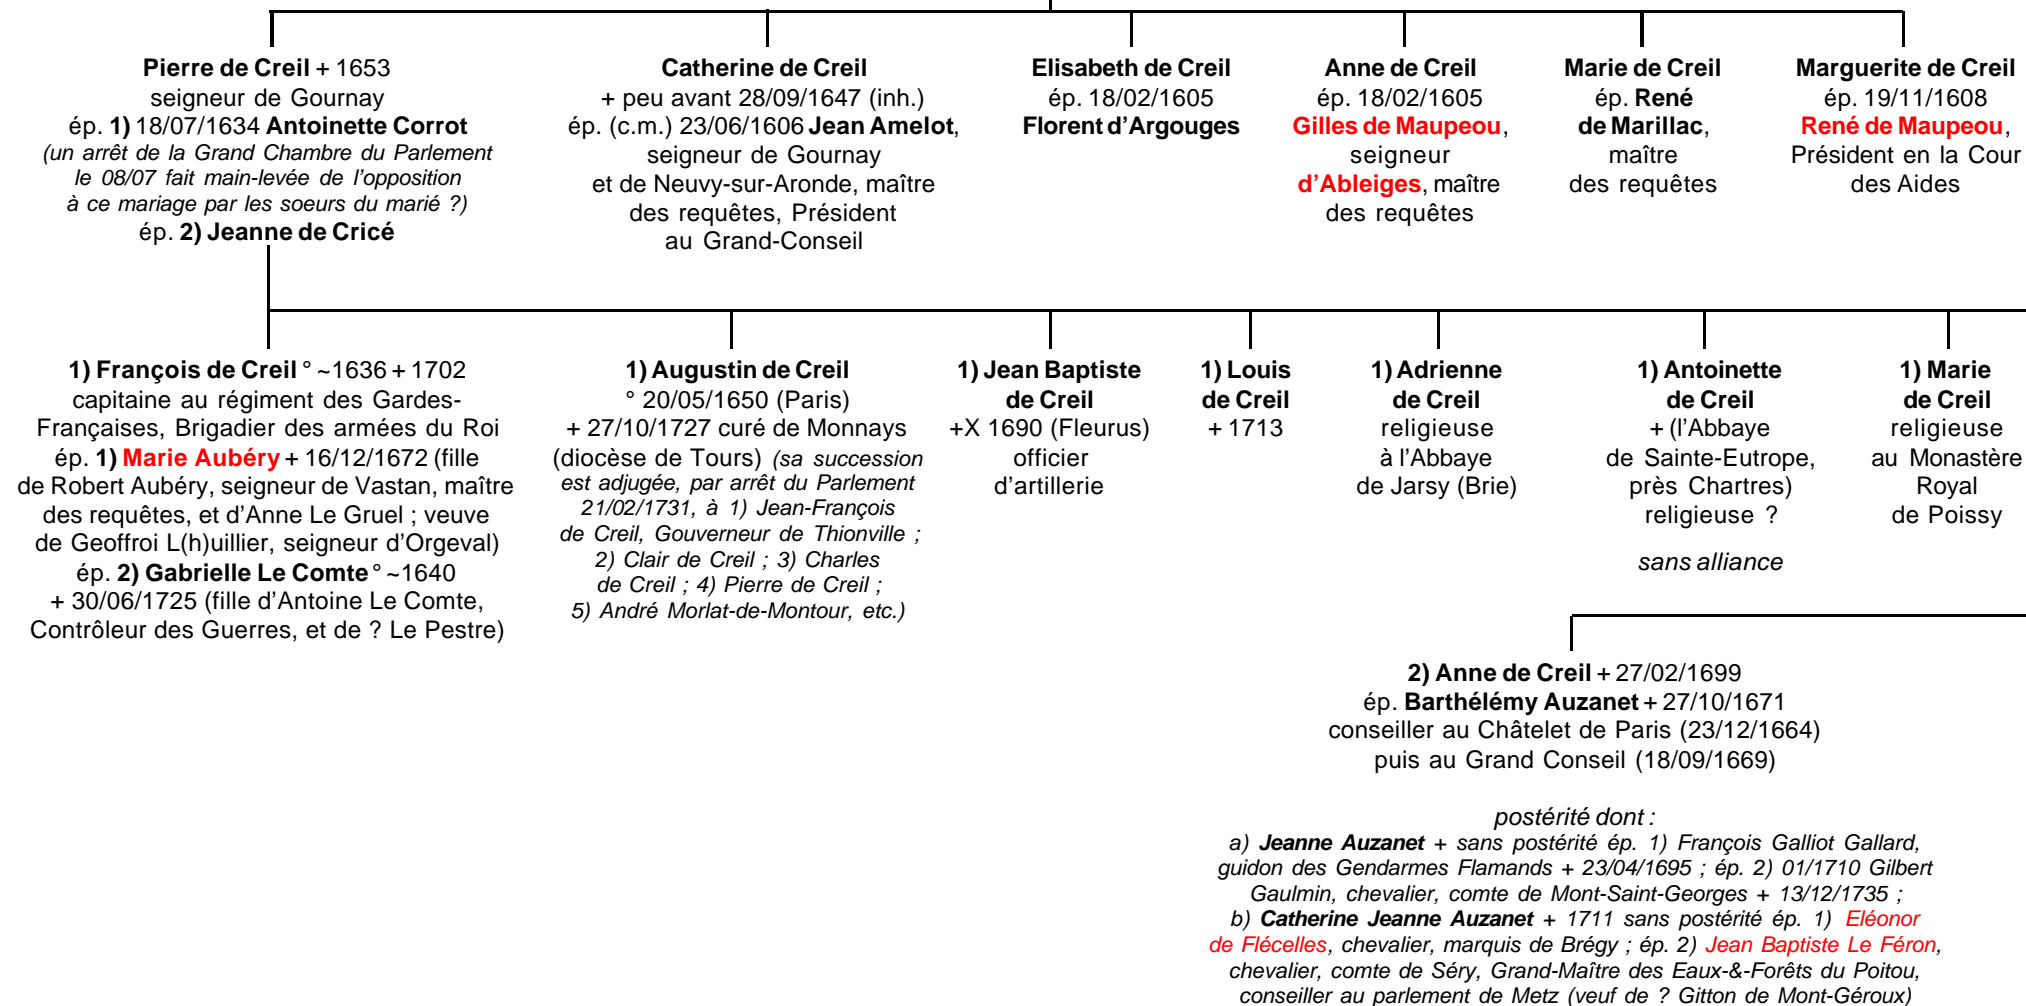 Pierre de Creil + 1653
seigneur de Gournay
ép. 1) 18/07/1634 Antoinette Corrot
(un arrêt de la Grand Chambre du Parlement
le 08/07 fait main-levée de l'opposition
à ce mariage par les soeurs du marié ?)
ép. 2) Jeanne de Cricé
Catherine de Creil
+ peu avant 28/09/1647 (inh.)
ép. (c.m.) 23/06/1606 Jean Amelot,
seigneur de Gournay
et de Neuvy-sur-Aronde, maître
des requêtes, Président
au Grand-Conseil
Elisabeth de Creil
ép. 18/02/1605
Florent d'Argouges
Anne de Creil
ép. 18/02/1605
Gilles de Maupeou,
seigneur
d'Ableiges, maître
des requêtes
Marie de Creil
ép. René
de Marillac,
maître
des requêtes
Marguerite de Creil
ép. 19/11/1608
René de Maupeou,
Président en la Cour
des Aides
1) François de Creil ° ~1636 + 1702
capitaine au régiment des Gardes-
Françaises, Brigadier des armées du Roi
ép. 1) Marie Aubéry + 16/12/1672 (fille
de Robert Aubéry, seigneur de Vastan, maître
des requêtes, et d'Anne Le Gruel ; veuve
de Geoffroi L(h)uillier, seigneur d'Orgeval)
ép. 2) Gabrielle Le Comte ° ~1640
+ 30/06/1725 (fille d'Antoine Le Comte,
Contrôleur des Guerres, et de ? Le Pestre)
1) Augustin de Creil
° 20/05/1650 (Paris)
+ 27/10/1727 curé de Monnays
(diocèse de Tours) (sa succession
est adjugée, par arrêt du Parlement
21/02/1731, à 1) Jean-François
de Creil, Gouverneur de Thionville ;
2) Clair de Creil ; 3) Charles
de Creil ; 4) Pierre de Creil ;
5) André Morlat-de-Montour, etc.)
1) Jean Baptiste
de Creil
+X 1690 (Fleurus)
officier
d'artillerie
1) Louis
de Creil
+ 1713
1) Adrienne
de Creil
religieuse
à l'Abbaye
de Jarsy (Brie)
1) Antoinette
de Creil
+ (l'Abbaye
de Sainte-Eutrope,
près Chartres)
religieuse ?
sans alliance
1) Marie
de Creil
religieuse
au Monastère
Royal
de Poissy
2) Anne de Creil + 27/02/1699
ép. Barthélémy Auzanet + 27/10/1671
conseiller au Châtelet de Paris (23/12/1664)
puis au Grand Conseil (18/09/1669)
postérité dont :
a) Jeanne Auzanet + sans postérité ép. 1) François Galliot Gallard,
guidon des Gendarmes Flamands + 23/04/1695 ; ép. 2) 01/1710 Gilbert
Gaulmin, chevalier, comte de Mont-Saint-Georges + 13/12/1735 ;
b) Catherine Jeanne Auzanet + 1711 sans postérité ép. 1) Eléonor
de Flécelles, chevalier, marquis de Brégy ; ép. 2) Jean Baptiste Le Féron,
chevalier, comte de Séry, Grand-Maître des Eaux-&-Forêts du Poitou,
conseiller au parlement de Metz (veuf de ? Gitton de Mont-Géroux)